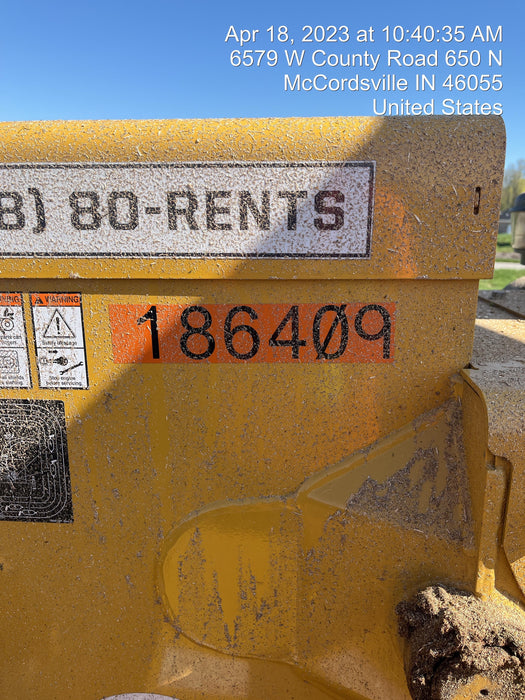 Apr 18, 2023 at 10:40:35 AM
6579 W County Road 650 N
McCordsville IN 46055
United States
B) 80-RENTS
WARNING
186409